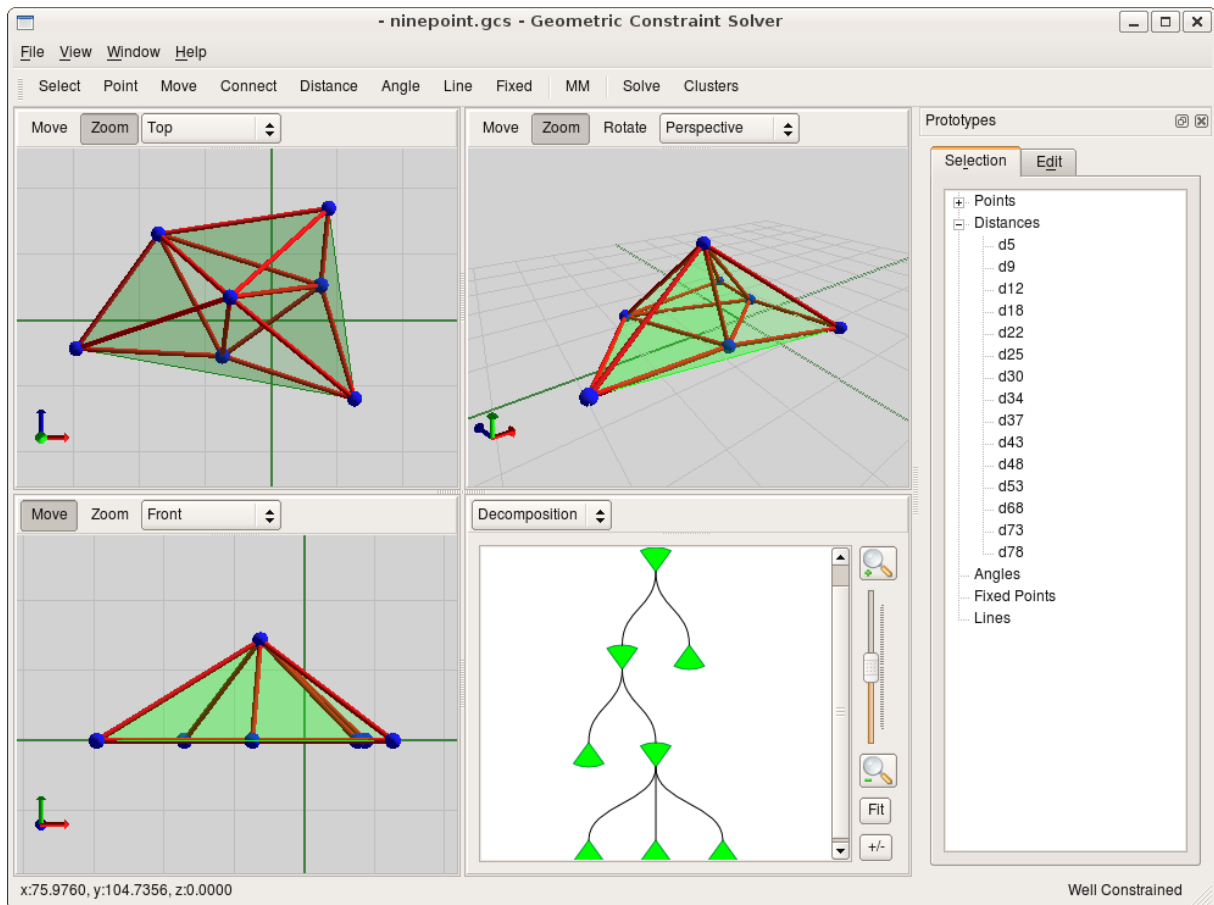 - ninepoint.gcs - Geometric Constraint Solver
File View Window Help
Select Point Move Connect Distance Angle Line Fixed MM Solve Clusters
Move Zoom Top
Move Zoom Rotate Perspective
Prototypes
Selection Edit
Points
Distances
d5
d9
d12
d18
d22
d25
d30
d34
d37
d43
d48
d53
d68
d73
d78
Angles
Fixed Points
Lines
Move Zoom Front
Decomposition
Fit
+/-
x:75.9760, y:104.7356, z:0.0000
Well Constrained